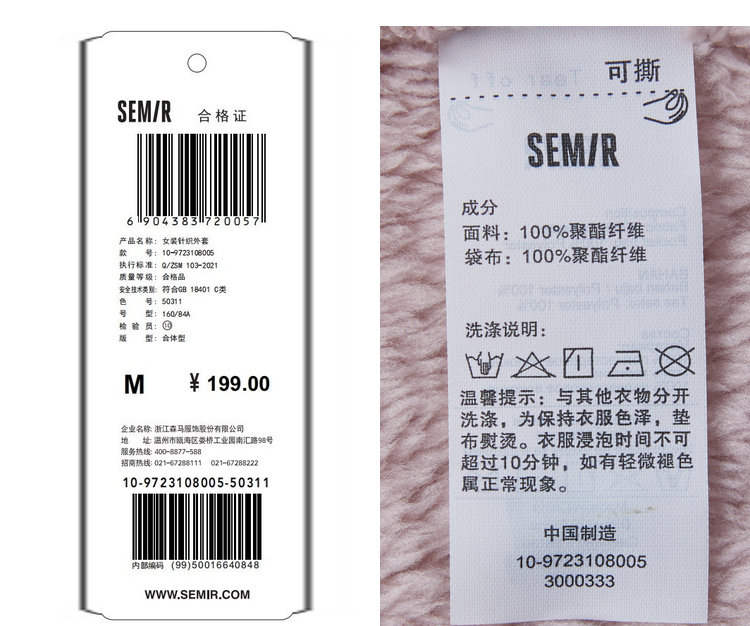 SEMIR 合格证
6 904383 720057
产品名称: 女装针织外套
款 号: 10-9723108005
执行标准: Q/ZSM 103-2021
质量等级: 合格品
安全技术类别: 符合GB 18401 C类
色 号: 50311
号 型: 160/84A
检 验 员: 10
版 型: 合体型
M ¥ 199.00
企业名称: 浙江森马服饰股份有限公司
地 址: 温州市瓯海区娄桥工业园南汇路98号
服务热线: 400-8877-588
招商热线: 021-67288111 021-67288222
10-9723108005-50311
内部编码 (99)50016640848
WWW.SEMIR.COM
可撕
SEMIR
成分
面料：100%聚酯纤维
袋布：100%聚酯纤维
洗涤说明：
温馨提示：与其他衣物分开
洗涤，为保持衣服色泽，垫
布熨烫。衣服浸泡时间不可
超过10分钟，如有轻微褪色
属正常现象。
中国制造
10-9723108005
3000333